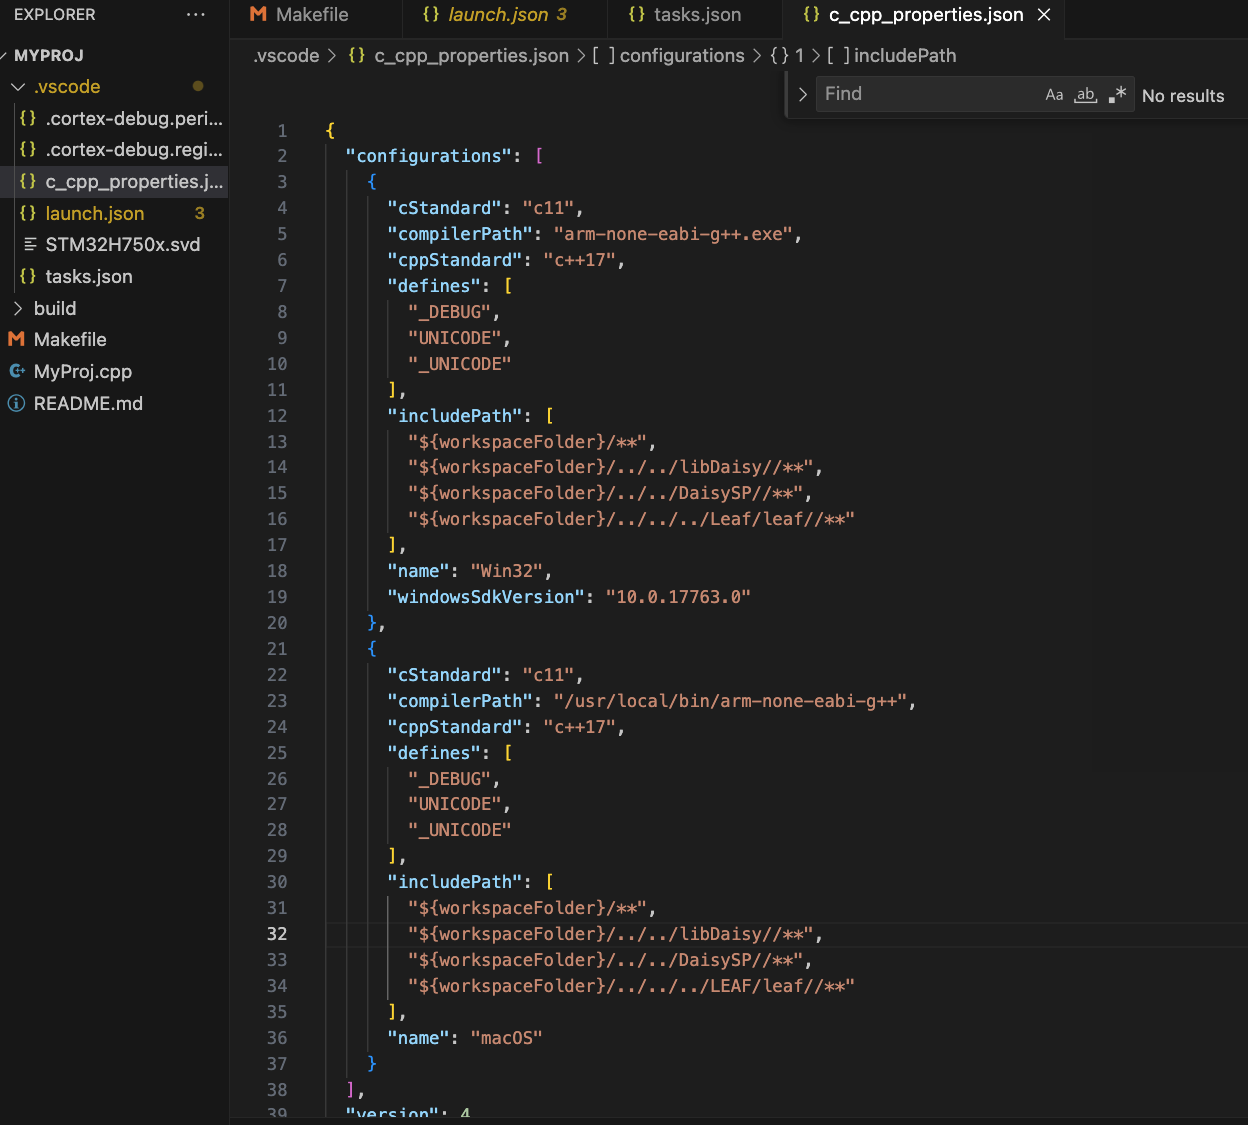 EXPLORER ···
Makefile
launch.json 3
tasks.json
c_cpp_properties.json
MYPROJ
.vscode
.cortex-debug.peri...
.cortex-debug.regi...
c_cpp_properties.j...
launch.json 3
STM32H750x.svd
tasks.json
build
Makefile
MyProj.cpp
README.md
.vscode > {} c_cpp_properties.json > [ ] configurations > {} 1 > [ ] includePath
Find Aa ab .* No results
1 {
2 "configurations": [
3 {
4 "cStandard": "c11",
5 "compilerPath": "arm-none-eabi-g++.exe",
6 "cppStandard": "c++17",
7 "defines": [
8 "_DEBUG",
9 "UNICODE",
10 "_UNICODE"
11 ],
12 "includePath": [
13 "${workspaceFolder}/**",
14 "${workspaceFolder}/../../libDaisy//**",
15 "${workspaceFolder}/../../DaisySP//**",
16 "${workspaceFolder}/../../../Leaf/leaf//**"
17 ],
18 "name": "Win32",
19 "windowsSdkVersion": "10.0.17763.0"
20 },
21 {
22 "cStandard": "c11",
23 "compilerPath": "/usr/local/bin/arm-none-eabi-g++",
24 "cppStandard": "c++17",
25 "defines": [
26 "_DEBUG",
27 "UNICODE",
28 "_UNICODE"
29 ],
30 "includePath": [
31 "${workspaceFolder}/**",
32 "${workspaceFolder}/../../libDaisy//**",
33 "${workspaceFolder}/../../DaisySP//**",
34 "${workspaceFolder}/../../../LEAF/leaf//**"
35 ],
36 "name": "macOS"
37 }
38 ],
39 "version": 4